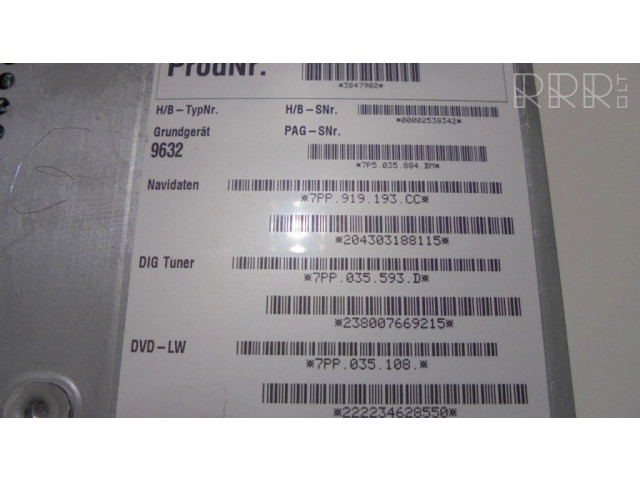 ProdNr.
*3847902*
RRR.LT
H/B-TypNr.
H/B-SNr.
*00002538342*
Grundgerät
PAG-SNr.
9632
*7P5.035.884.BM*
Navidaten
*7PP.919.193.CC*
*204303188115*
DIG Tuner
*7PP.035.593.D*
*238007669215*
DVD-LW
*7PP.035.108.*
*222234628550*